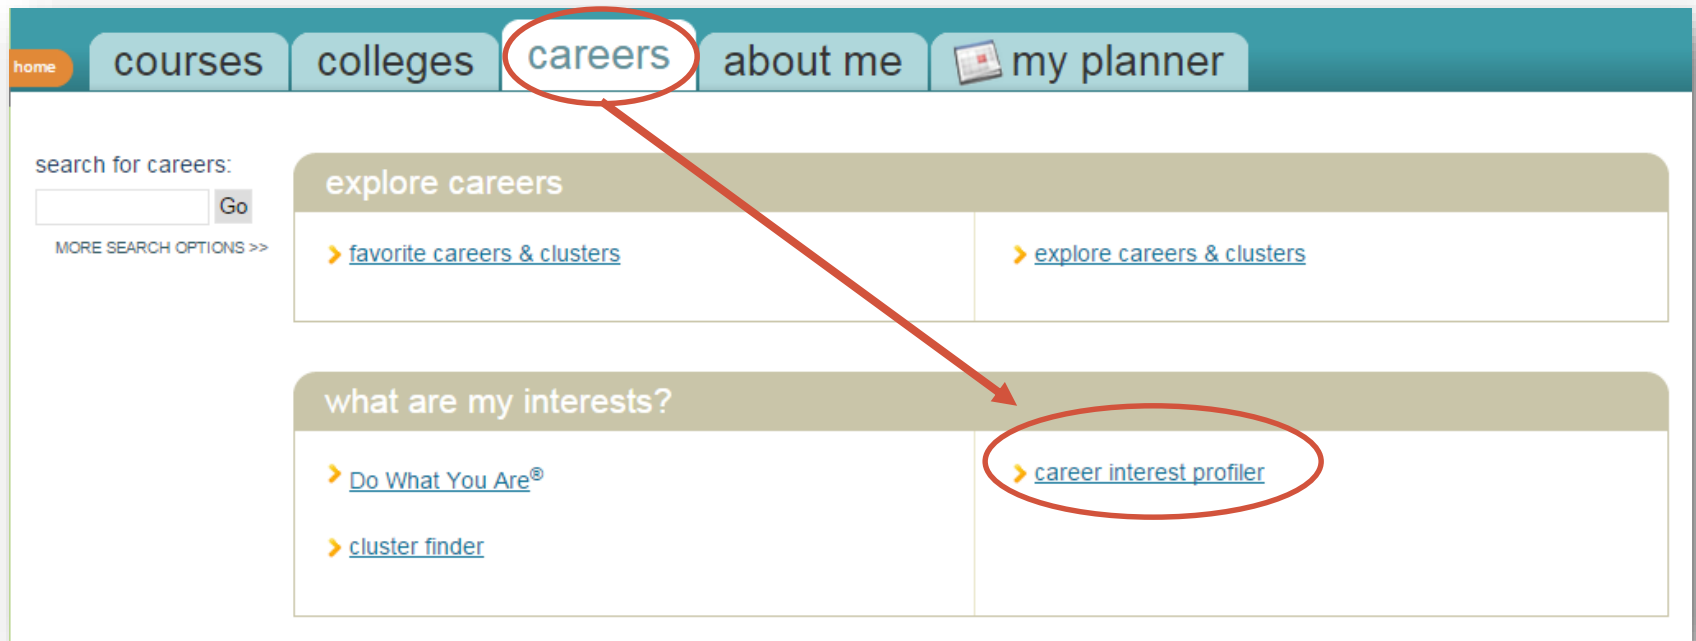 home
courses
colleges
careers
about me
my planner
search for careers:
Go
MORE SEARCH OPTIONS >>
explore careers
favorite careers & clusters
explore careers & clusters
what are my interests?
Do What You Are®
career interest profiler
cluster finder